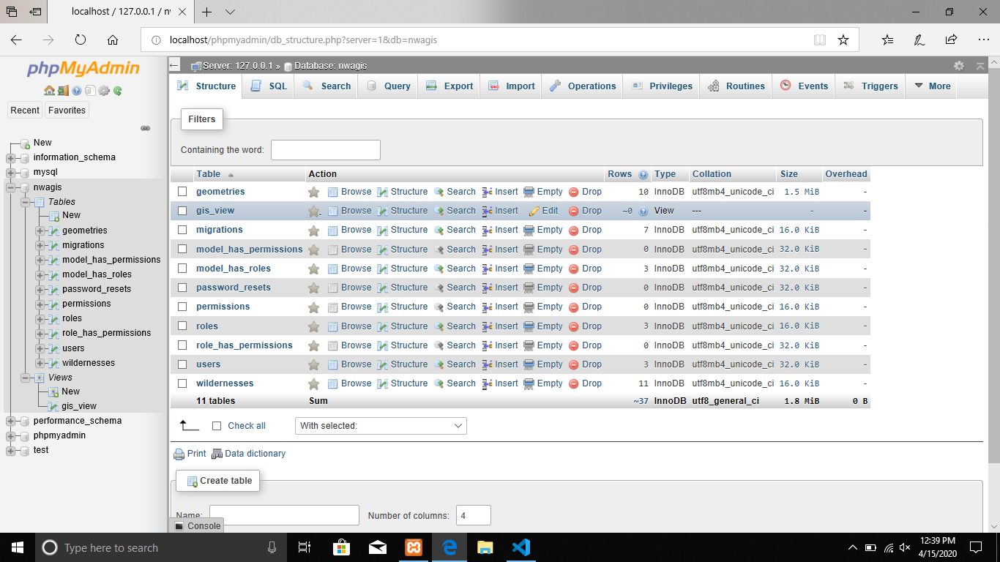 localhost / 127.0.0.1 / nv
localhost/phpmyadmin/db_structure.php?server=1&db=nwagis
phpMyAdmin
Recent Favorites
New
information_schema
mysql
nwagis
Tables
New
geometries
migrations
model_has_permissions
model_has_roles
password_resets
permissions
roles
role_has_permissions
users
wildernesses
Views
New
gis_view
performance_schema
phpmyadmin
test
Server: 127.0.0.1 » Database: nwagis
Structure SQL Search Query Export Import Operations Privileges Routines Events Triggers More
Filters
Containing the word:
Table Action Rows Type Collation Size Overhead
geometries Browse Structure Search Insert Empty Drop 10 InnoDB utf8mb4_unicode_ci 1.5 MiB -
gis_view Browse Structure Search Insert Edit Drop ~0 View --- - -
migrations Browse Structure Search Insert Empty Drop 7 InnoDB utf8mb4_unicode_ci 16.0 KiB -
model_has_permissions Browse Structure Search Insert Empty Drop 0 InnoDB utf8mb4_unicode_ci 32.0 KiB -
model_has_roles Browse Structure Search Insert Empty Drop 3 InnoDB utf8mb4_unicode_ci 32.0 KiB -
password_resets Browse Structure Search Insert Empty Drop 0 InnoDB utf8mb4_unicode_ci 32.0 KiB -
permissions Browse Structure Search Insert Empty Drop 0 InnoDB utf8mb4_unicode_ci 16.0 KiB -
roles Browse Structure Search Insert Empty Drop 3 InnoDB utf8mb4_unicode_ci 16.0 KiB -
role_has_permissions Browse Structure Search Insert Empty Drop 0 InnoDB utf8mb4_unicode_ci 32.0 KiB -
users Browse Structure Search Insert Empty Drop 3 InnoDB utf8mb4_unicode_ci 32.0 KiB -
wildernesses Browse Structure Search Insert Empty Drop 11 InnoDB utf8mb4_unicode_ci 16.0 KiB -
11 tables Sum ~37 InnoDB utf8_general_ci 1.8 MiB 0 B
Check all With selected:
Print Data dictionary
Create table
Name: Number of columns: 4
Console
Type here to search
12:39 PM
4/15/2020